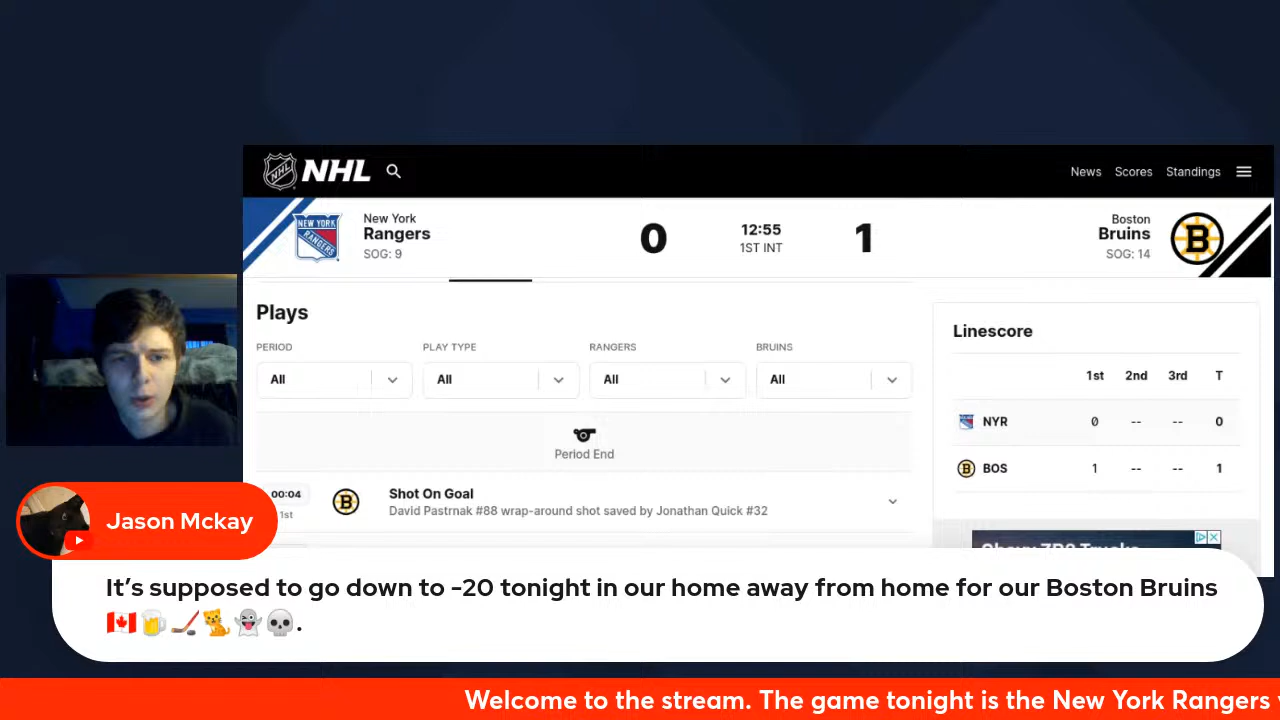 NHL
News Scores Standings
New York
Rangers
SOG: 9
0
12:55
1ST INT
1
Boston
Bruins
SOG: 14
NEW YORK
RANGERS
B
Plays
PERIOD PLAY TYPE RANGERS BRUINS
All All All All
Period End
00:04
1st
B
Shot On Goal
David Pastrnak #88 wrap-around shot saved by Jonathan Quick #32
Linescore
1st 2nd 3rd T
NYR 0 -- -- 0
B BOS 1 -- -- 1
Jason Mckay
It’s supposed to go down to -20 tonight in our home away from home for our Boston Bruins
🇨🇦🍺🏒🐈👻💀.
Welcome to the stream. The game tonight is the New York Rangers